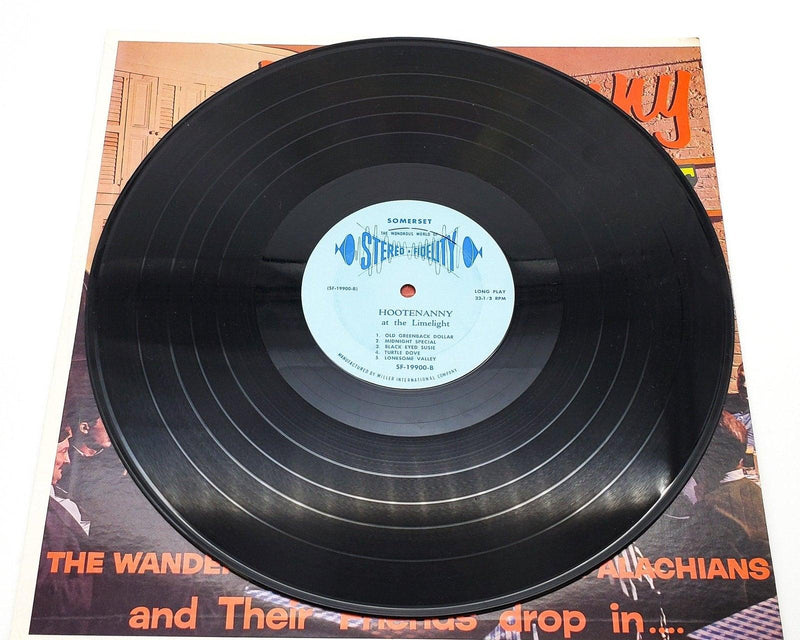 nny
SOMERSET
THE WONDROUS WORLD OF
STEREO • FIDELITY
(SF-19900-B)
LONG PLAY
33-1/3 RPM
HOOTENANNY
at the Limelight
1. OLD GREENBACK DOLLAR
2. MIDNIGHT SPECIAL
3. BLACK EYED SUSIE
4. TURTLE DOVE
5. LONESOME VALLEY
SF-19900-B
MANUFACTURED BY MILLER INTERNATIONAL COMPANY
THE WANDE ALACHIANS
and Their Friends drop in....